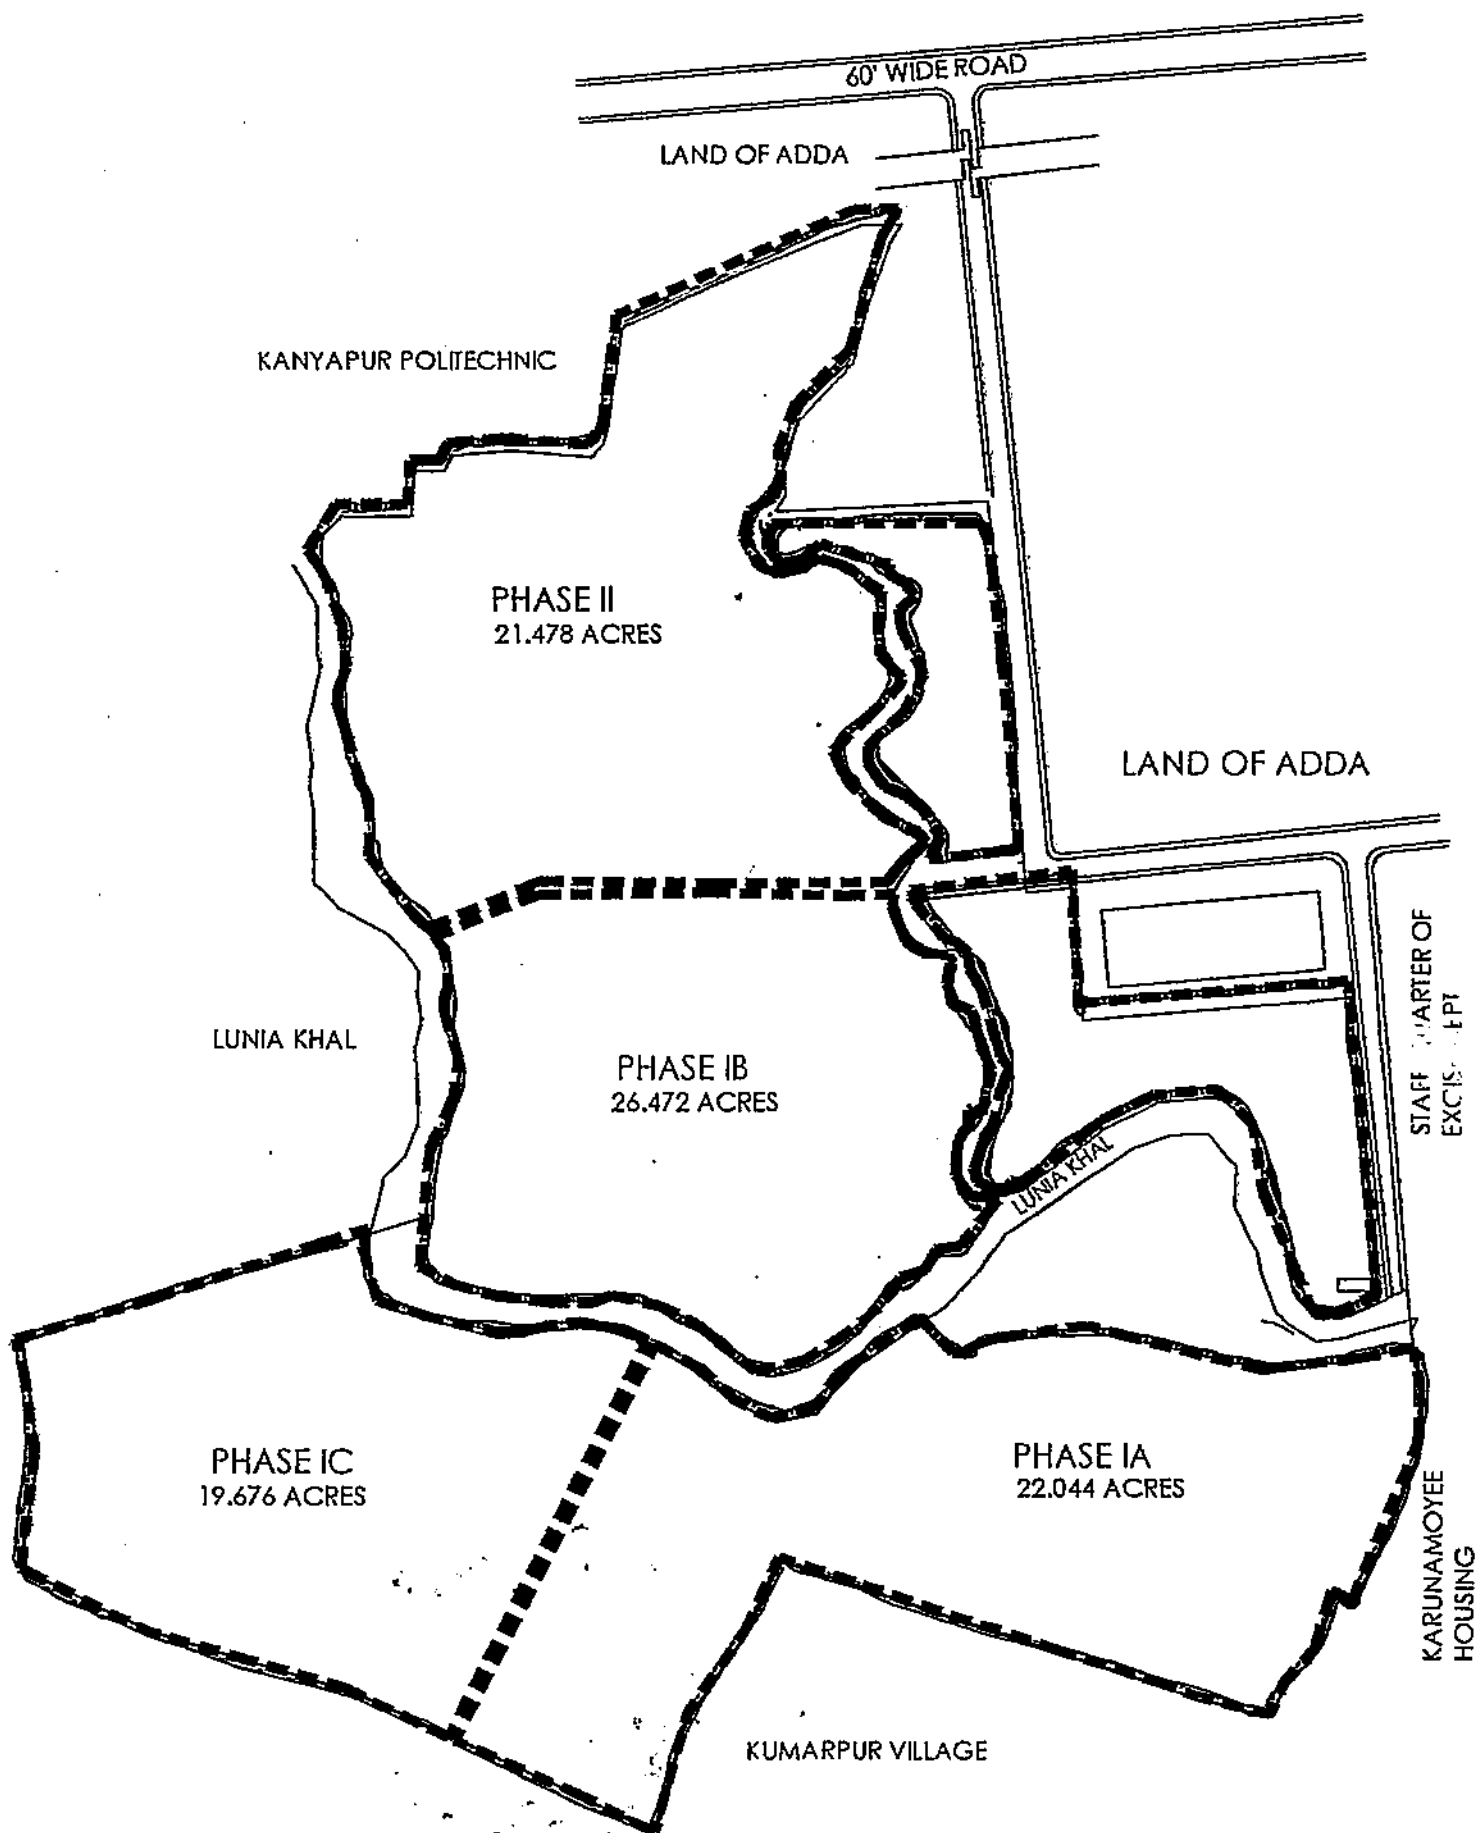 60' WIDE ROAD
LAND OF ADDA
KANYAPUR POLITECHNIC
PHASE II
21.478 ACRES
LAND OF ADDA
STAFF
OF
LUNIA KHAL
PHASE IB
26.472 ACRES
LUNIA KHAL
PHASE IC
19.676 ACRES
PHASE IA
22.044 ACRES
KARUNAMOYEE
HOUSING
KUMARPUR VILLAGE